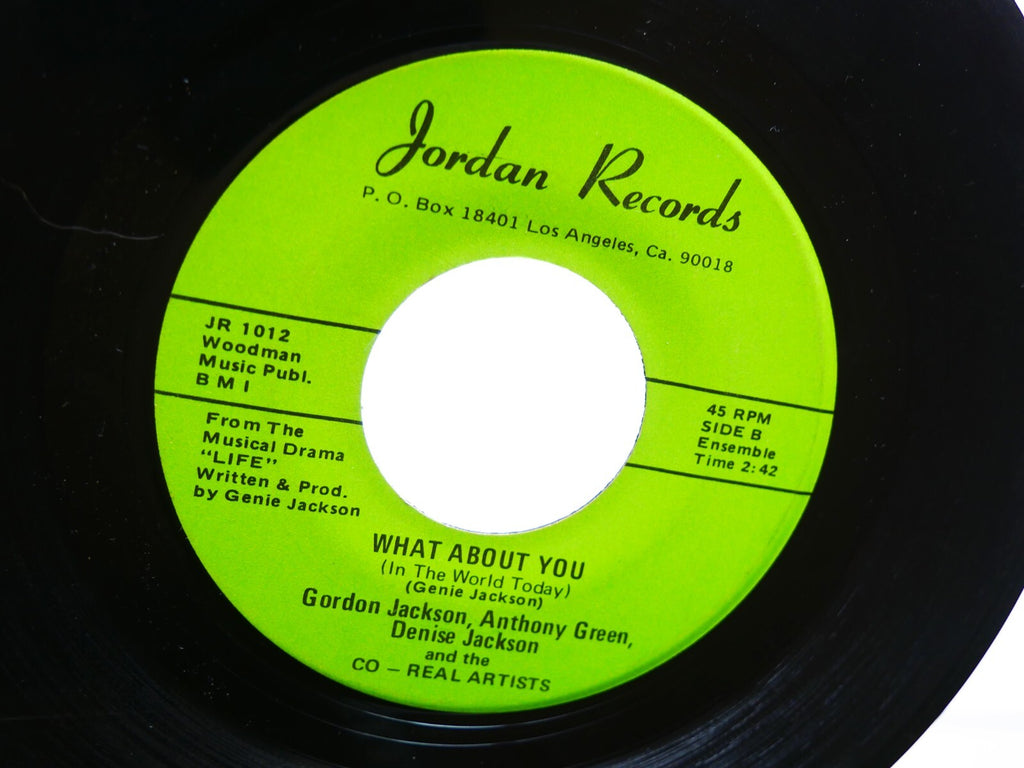 Jordan Records
P. O. Box 18401 Los Angeles, Ca. 90018
JR 1012
Woodman
Music Publ.
B M I
From The
Musical Drama
“LIFE”
Written & Prod.
by Genie Jackson
45 RPM
SIDE B
Ensemble
Time 2:42
WHAT ABOUT YOU
(In The World Today)
(Genie Jackson)
Gordon Jackson, Anthony Green,
Denise Jackson
and the
CO – REAL ARTISTS